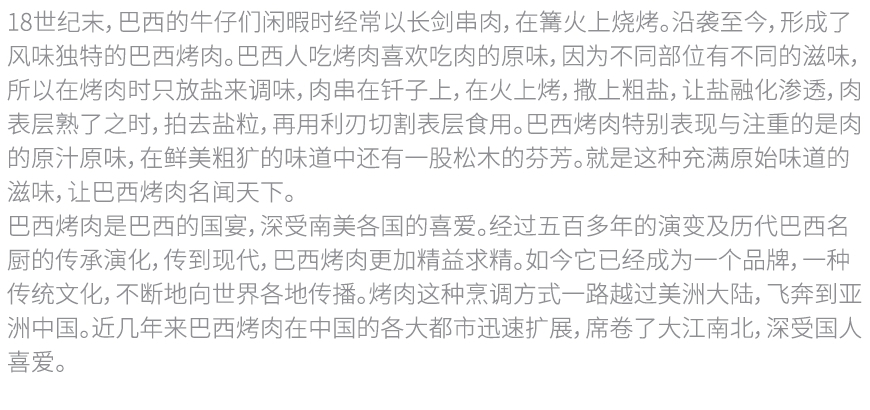 18世纪末，巴西的牛仔们闲暇时经常以长剑串肉，在篝火上烧烤。沿袭至今，形成了
风味独特的巴西烤肉。巴西人吃烤肉喜欢吃肉的原味，因为不同部位有不同的滋味，
所以在烤肉时只放盐来调味，肉串在钎子上，在火上烤，撒上粗盐，让盐融化渗透，肉
表层熟了之时，拍去盐粒，再用利刃切割表层食用。巴西烤肉特别表现与注重的是肉
的原汁原味，在鲜美粗犷的味道中还有一股松木的芬芳。就是这种充满原始味道的
滋味，让巴西烤肉名闻天下。
巴西烤肉是巴西的国宴，深受南美各国的喜爱。经过五百多年的演变及历代巴西名
厨的传承演化，传到现代，巴西烤肉更加精益求精。如今它已经成为一个品牌，一种
传统文化，不断地向世界各地传播。烤肉这种烹调方式一路越过美洲大陆，飞奔到亚
洲中国。近几年来巴西烤肉在中国的各大都市迅速扩展，席卷了大江南北，深受国人
喜爱。